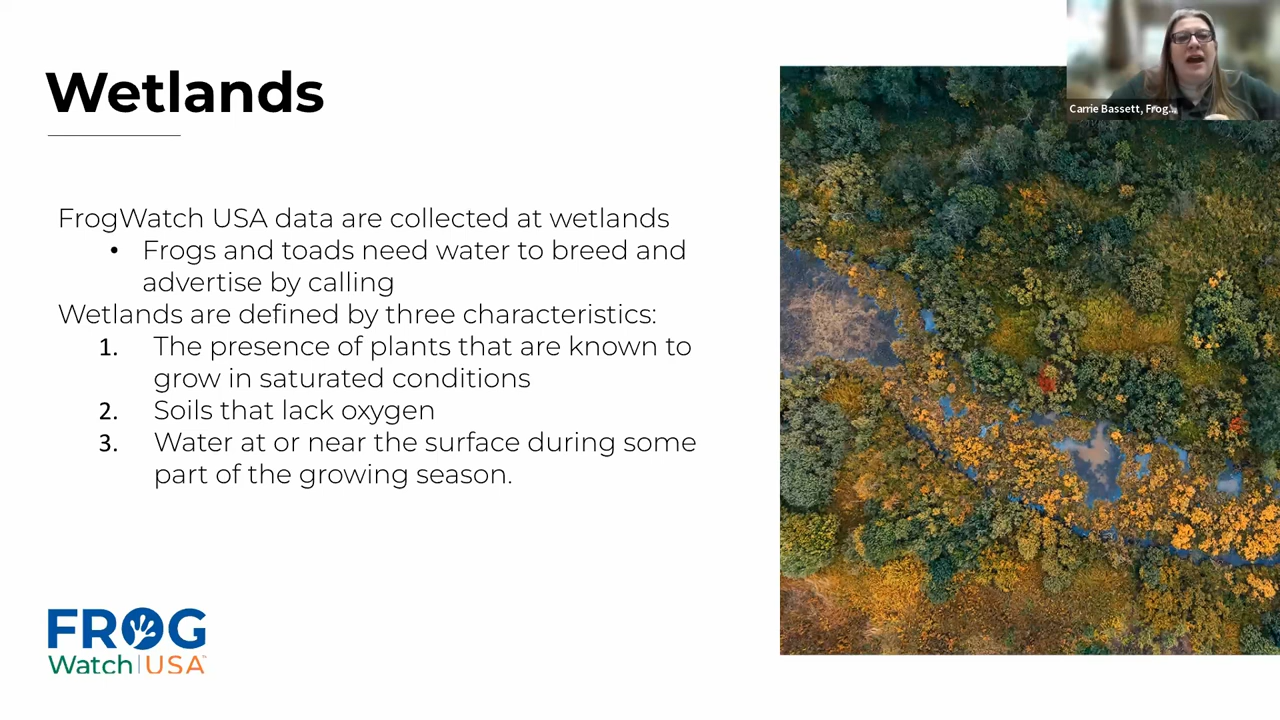 Wetlands
Carrie Bassett, Frog...
FrogWatch USA data are collected at wetlands
• Frogs and toads need water to breed and
advertise by calling
Wetlands are defined by three characteristics:
1. The presence of plants that are known to
grow in saturated conditions
2. Soils that lack oxygen
3. Water at or near the surface during some
part of the growing season.
FROG
Watch|USA™